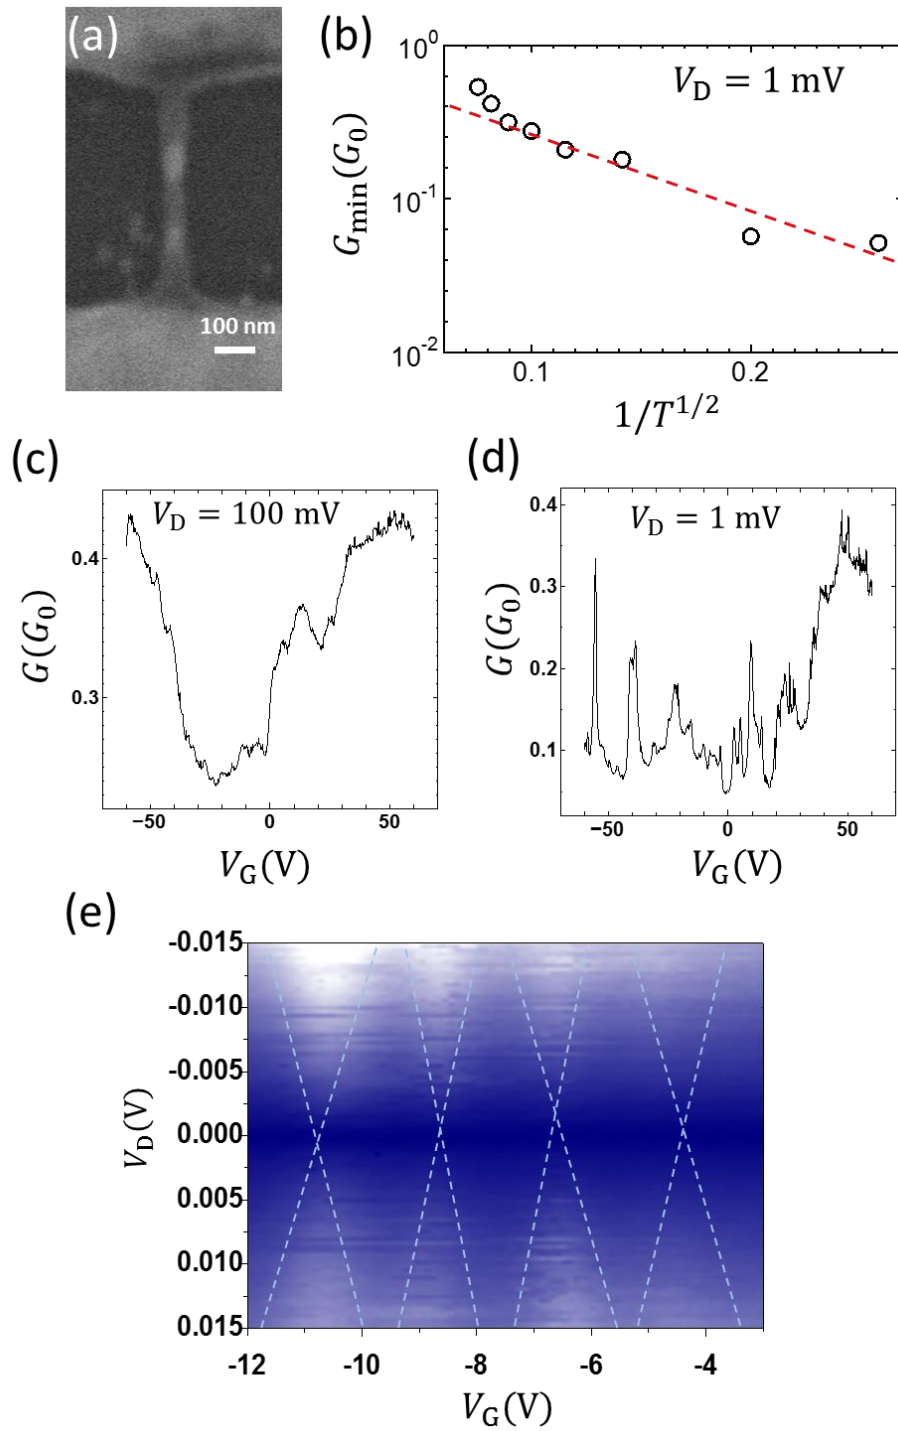 (a)
100 nm
(b)
V_D = 1 mV
G_min(G_0)
10^0
10^-1
10^-2
0.1 0.2
1/T^1/2
(c)
V_D = 100 mV
G(G_0)
0.4
0.3
−50 0 50
V_G(V)
(d)
V_D = 1 mV
G(G_0)
0.4
0.3
0.2
0.1
−50 0 50
V_G(V)
(e)
V_D(V)
-0.015
-0.010
-0.005
0.000
0.005
0.010
0.015
-12 -10 -8 -6 -4
V_G(V)